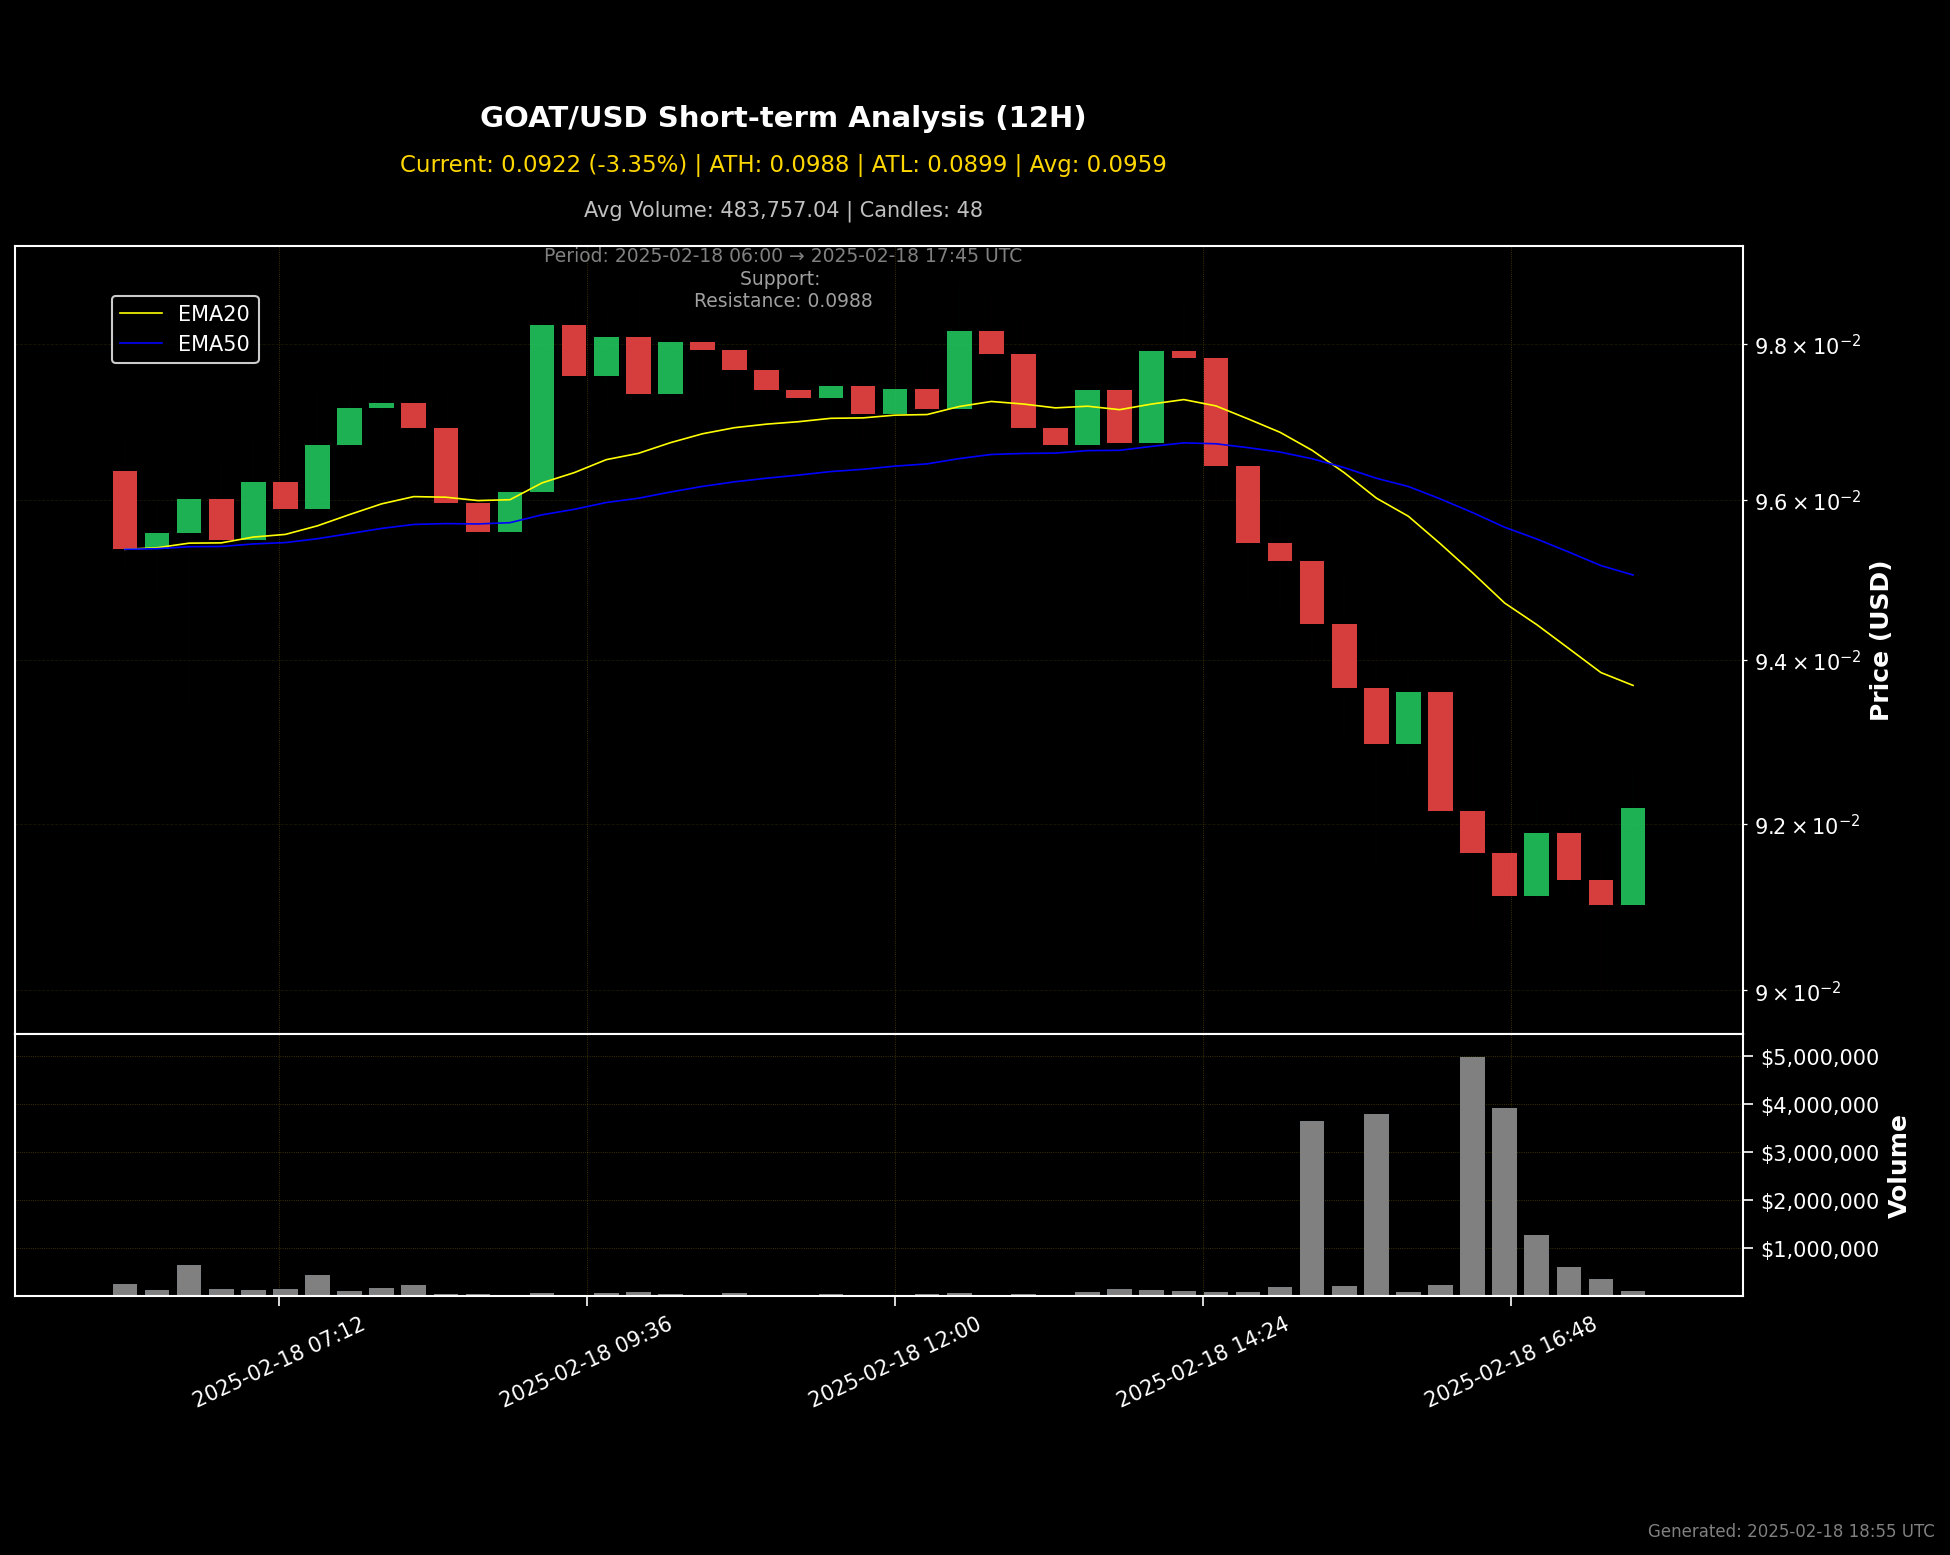 GOAT/USD Short-term Analysis (12H)
Current: 0.0922 (-3.35%) | ATH: 0.0988 | ATL: 0.0899 | Avg: 0.0959
Avg Volume: 483,757.04 | Candles: 48
Period: 2025-02-18 06:00 → 2025-02-18 17:45 UTC
Support:
Resistance: 0.0988
EMA20
EMA50
9.8 × 10⁻²
9.6 × 10⁻²
9.4 × 10⁻²
9.2 × 10⁻²
9 × 10⁻²
Price (USD)
$5,000,000
$4,000,000
$3,000,000
$2,000,000
$1,000,000
Volume
2025-02-18 07:12
2025-02-18 09:36
2025-02-18 12:00
2025-02-18 14:24
2025-02-18 16:48
Generated: 2025-02-18 18:55 UTC